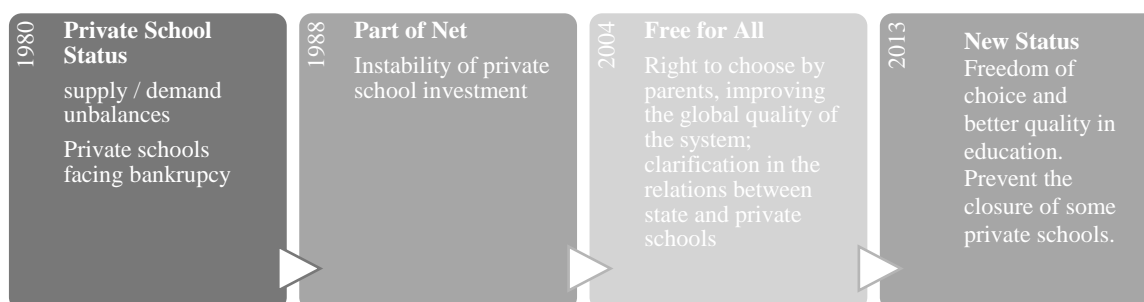 1980
Private School
Status
supply / demand
unbalances
Private schools
facing bankrupcy
1988
Part of Net
Instability of private
school investment
2004
Free for All
Right to choose by
parents, improving
the global quality of
the system;
clarification in the
relations between
state and private
schools
2013
New Status
Freedom of
choice and
better quality in
education.
Prevent the
closure of some
private schools.